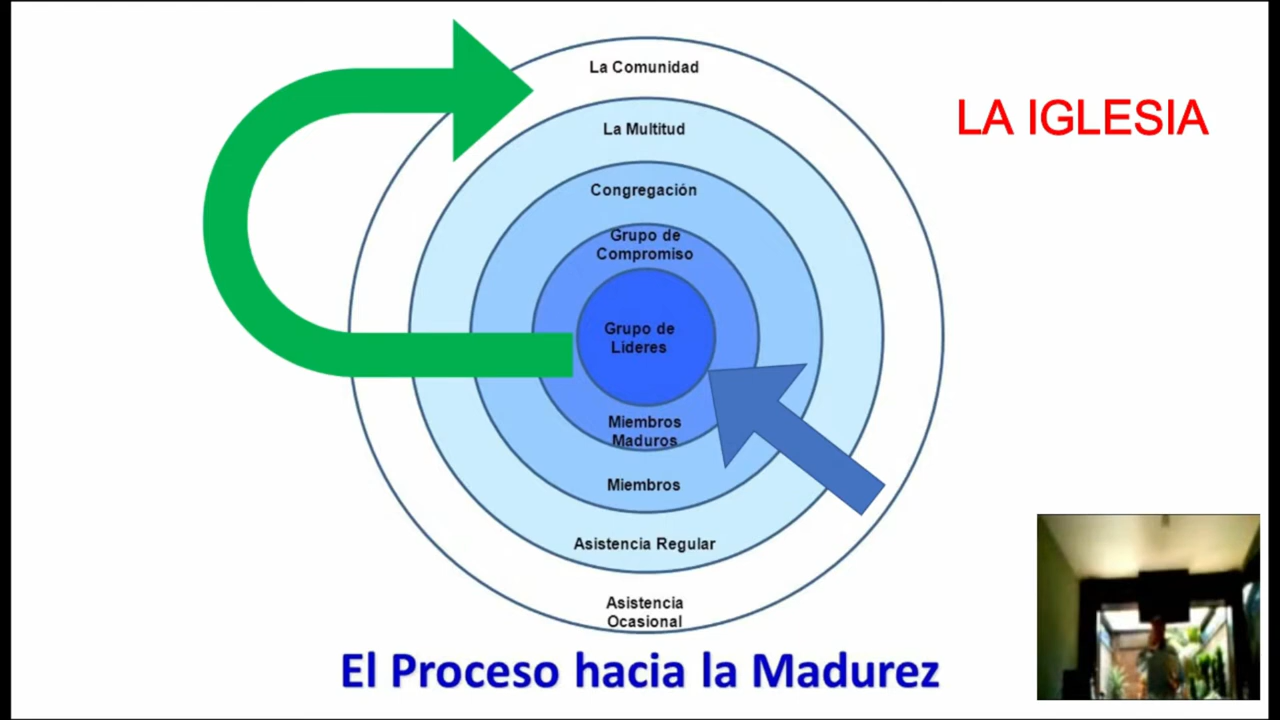 La Comunidad
LA IGLESIA
La Multitud
Congregación
Grupo de
Compromiso
Grupo de
Lideres
Miembros
Maduros
Miembros
Asistencia Regular
Asistencia
Ocasional
El Proceso hacia la Madurez